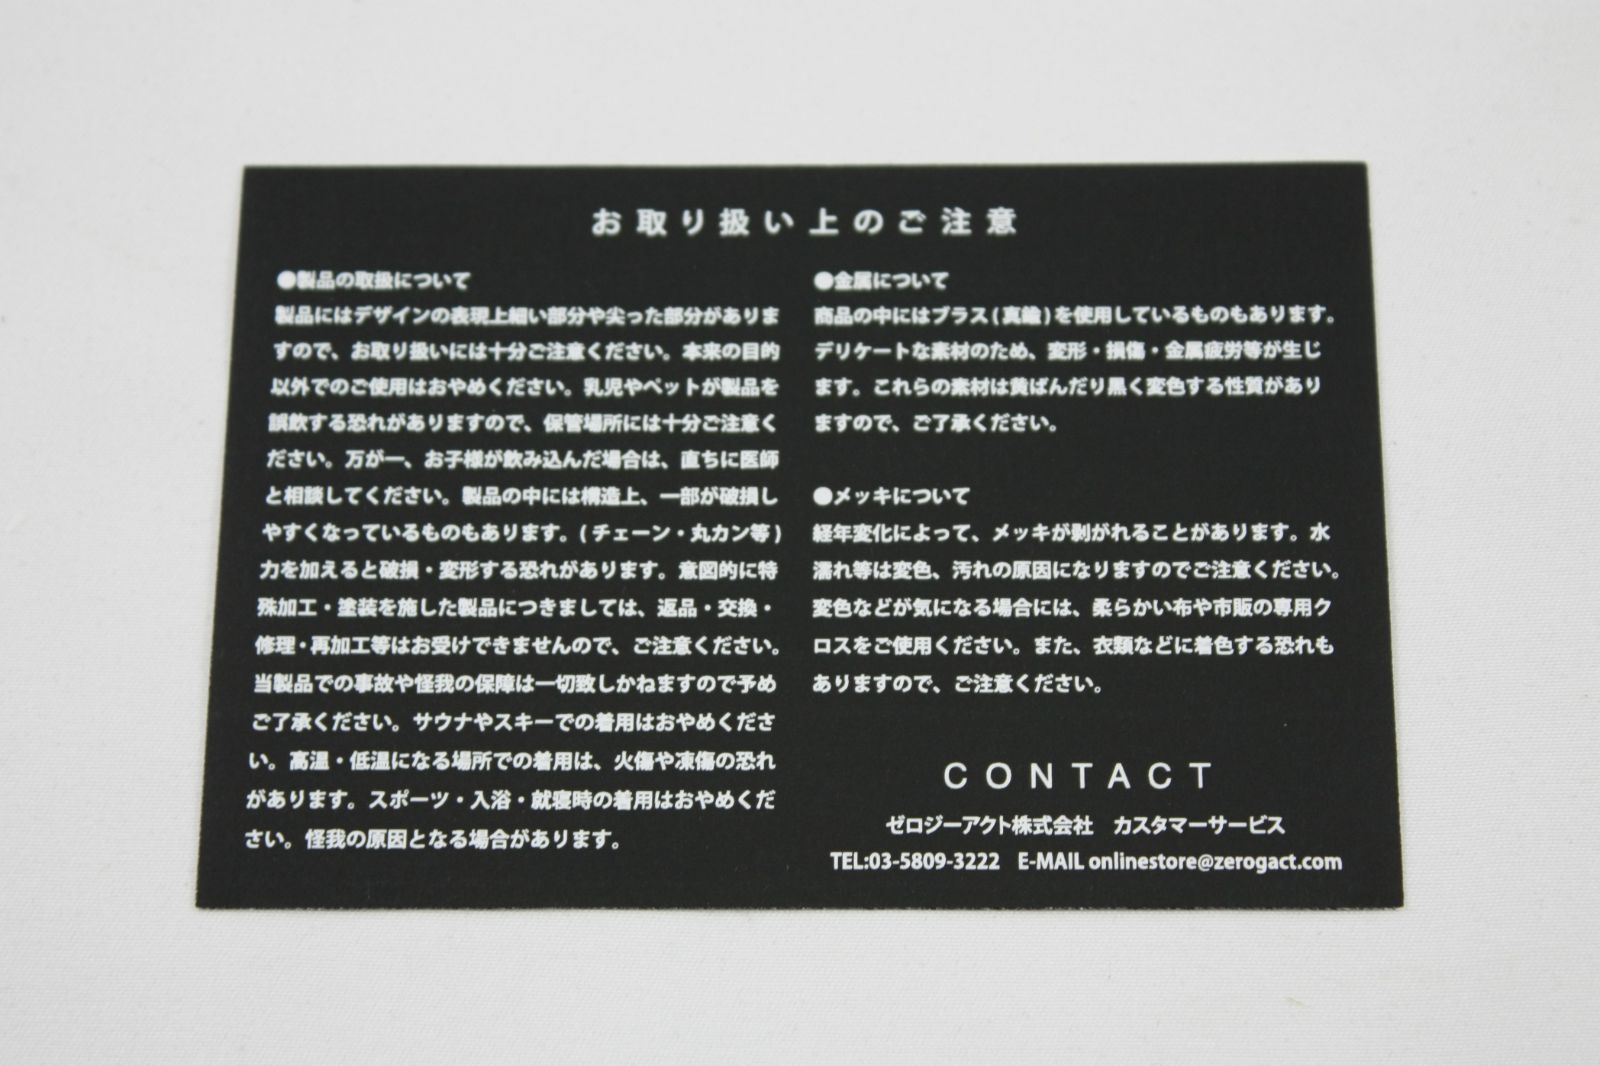 お取り扱い上のご注意
●製品の取扱について
製品にはデザインの表現上細い部分や尖った部分がありま
すので、お取り扱いには十分ご注意ください。本来の目的
以外でのご使用はおやめください。乳児やペットが製品を
誤飲する恐れがありますので、保管場所には十分ご注意く
ださい。万が一、お子様が飲み込んだ場合は、直ちに医師
と相談してください。製品の中には構造上、一部が破損し
やすくなっているものもあります。(チェーン・丸カン等)
力を加えると破損・変形する恐れがあります。意図的に特
殊加工・塗装を施した製品につきましては、返品・交換・
修理・再加工等はお受けできませんので、ご注意ください。
当製品での事故や怪我の保障は一切致しかねますので予め
ご了承ください。サウナやスキーでの着用はおやめくださ
い。高温・低温になる場所での着用は、火傷や凍傷の恐れ
があります。スポーツ・入浴・就寝時の着用はおやめくだ
さい。怪我の原因となる場合があります。
●金属について
商品の中にはブラス(真鍮)を使用しているものもあります。
デリケートな素材のため、変形・損傷・金属疲労等が生じ
ます。これらの素材は黄ばんだり黒く変色する性質があり
ますので、ご了承ください。
●メッキについて
経年変化によって、メッキが剥がれることがあります。水
濡れ等は変色、汚れの原因になりますのでご注意ください。
変色などが気になる場合には、柔らかい布や市販の専用ク
ロスをご使用ください。また、衣類などに着色する恐れも
ありますので、ご注意ください。
CONTACT
ゼロジーアクト株式会社　カスタマーサービス
TEL:03-5809-3222　E-MAIL onlinestore@zerogact.com